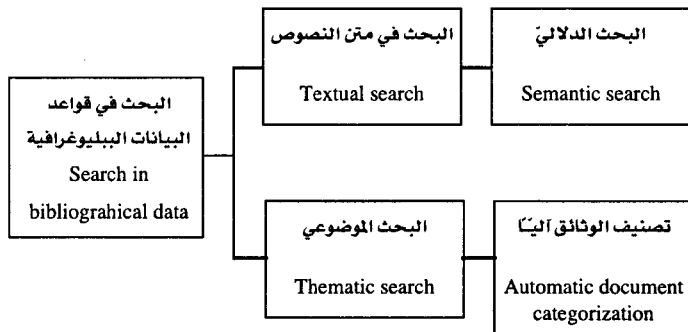 البحث في قواعد
البيانات الببليوغرافية
Search in
bibliograhical data
البحث في متن النصوص
Textual search
البحث الدلاليّ
Semantic search
البحث الموضوعي
Thematic search
تصنيف الوثائق آليّـًا
Automatic document
categorization